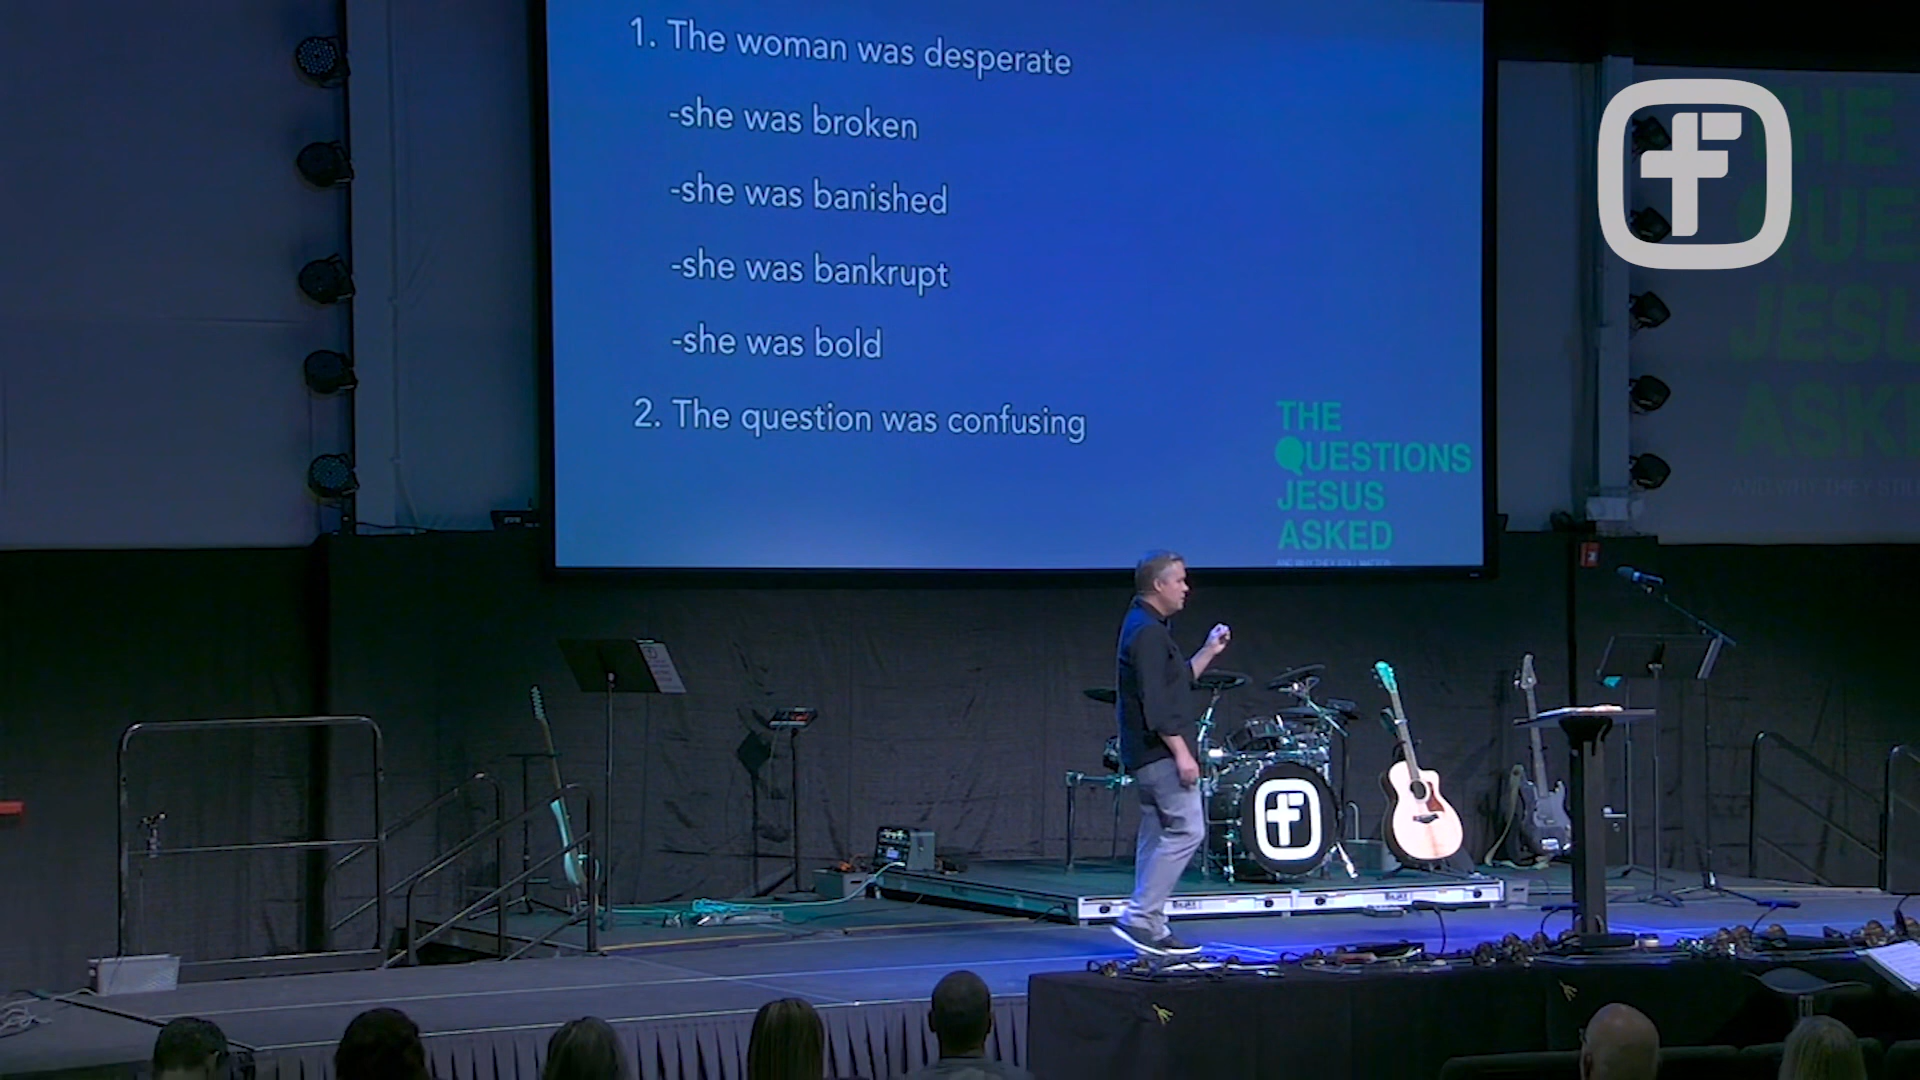 1. The woman was desperate
-she was broken
-she was banished
-she was bankrupt
-she was bold
2. The question was confusing
THE
QUESTIONS
JESUS
ASKED